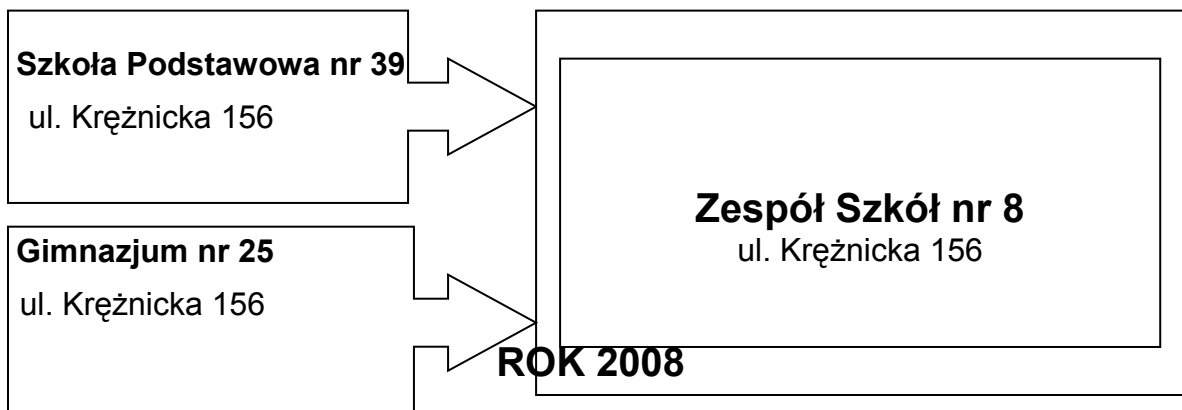 Szkoła Podstawowa nr 39
ul. Krężnicka 156
Gimnazjum nr 25
ul. Krężnicka 156
Zespół Szkół nr 8
ul. Krężnicka 156
ROK 2008